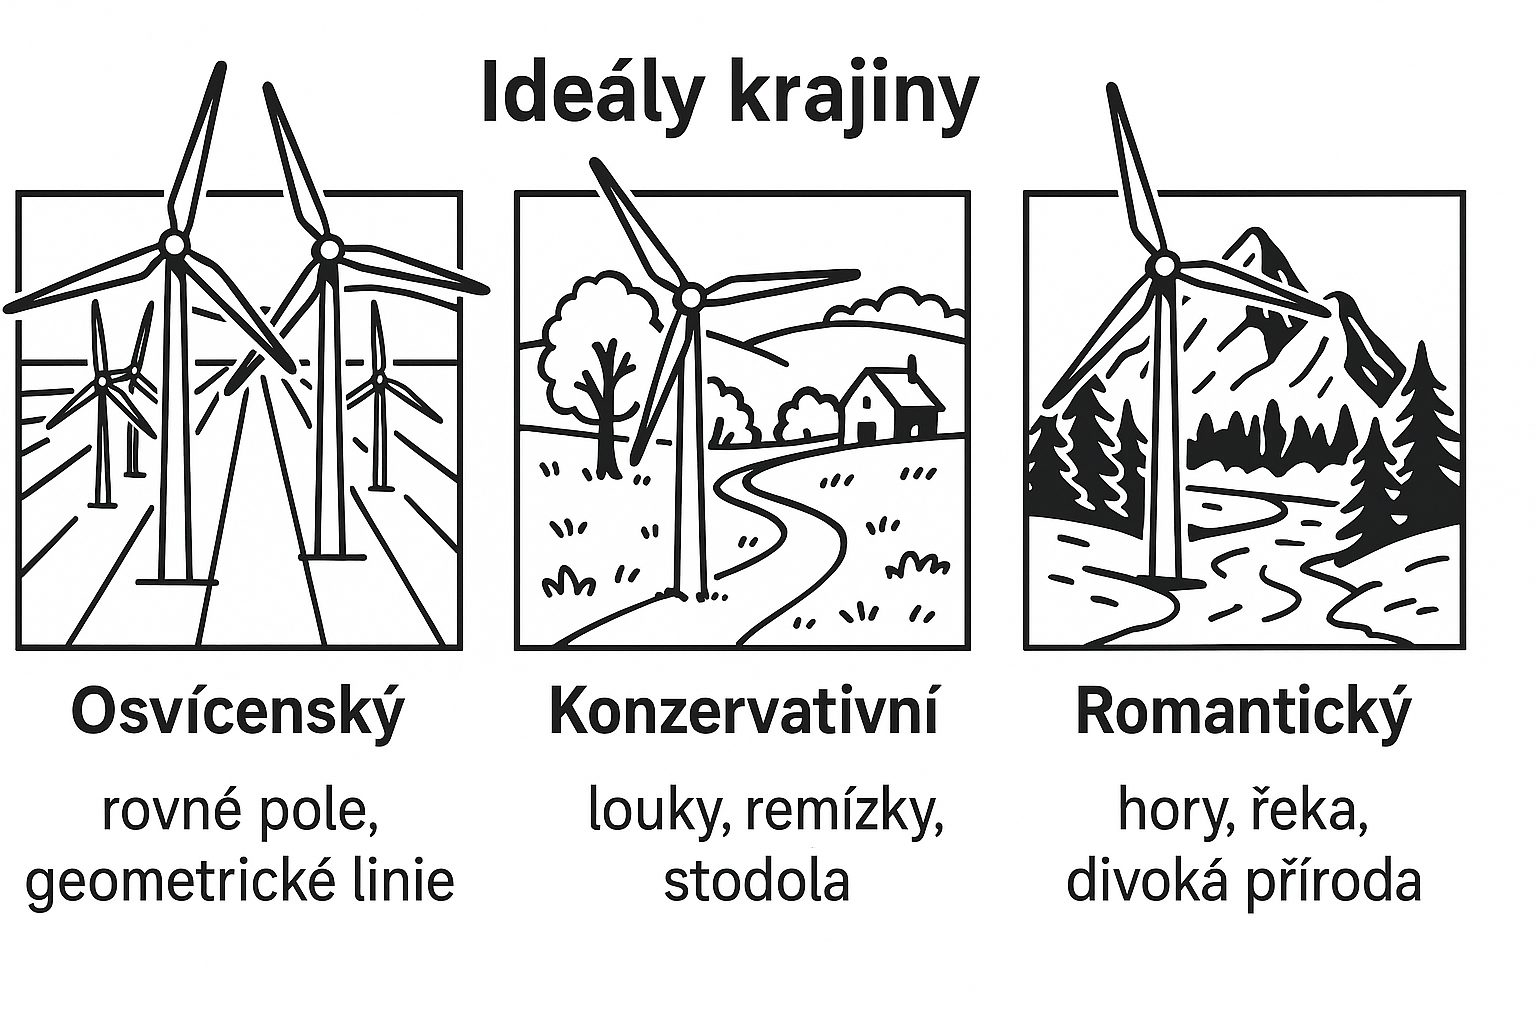 Ideály krajiny
Osvícenský
rovné pole,
geometrické linie
Konzervativní
louky, remízky,
stodola
Romantický
hory, řeka,
divoká příroda